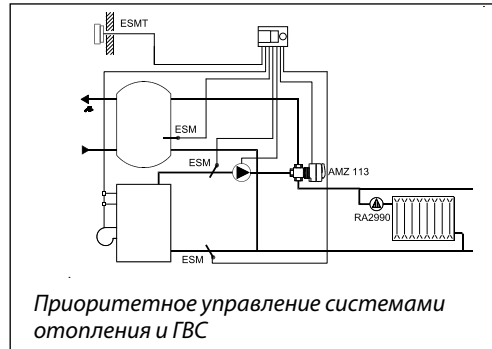 ESMT
ESM
ESM
AMZ 113
RA2990
ESM
Приоритетное управление системами
отопления и ГВС